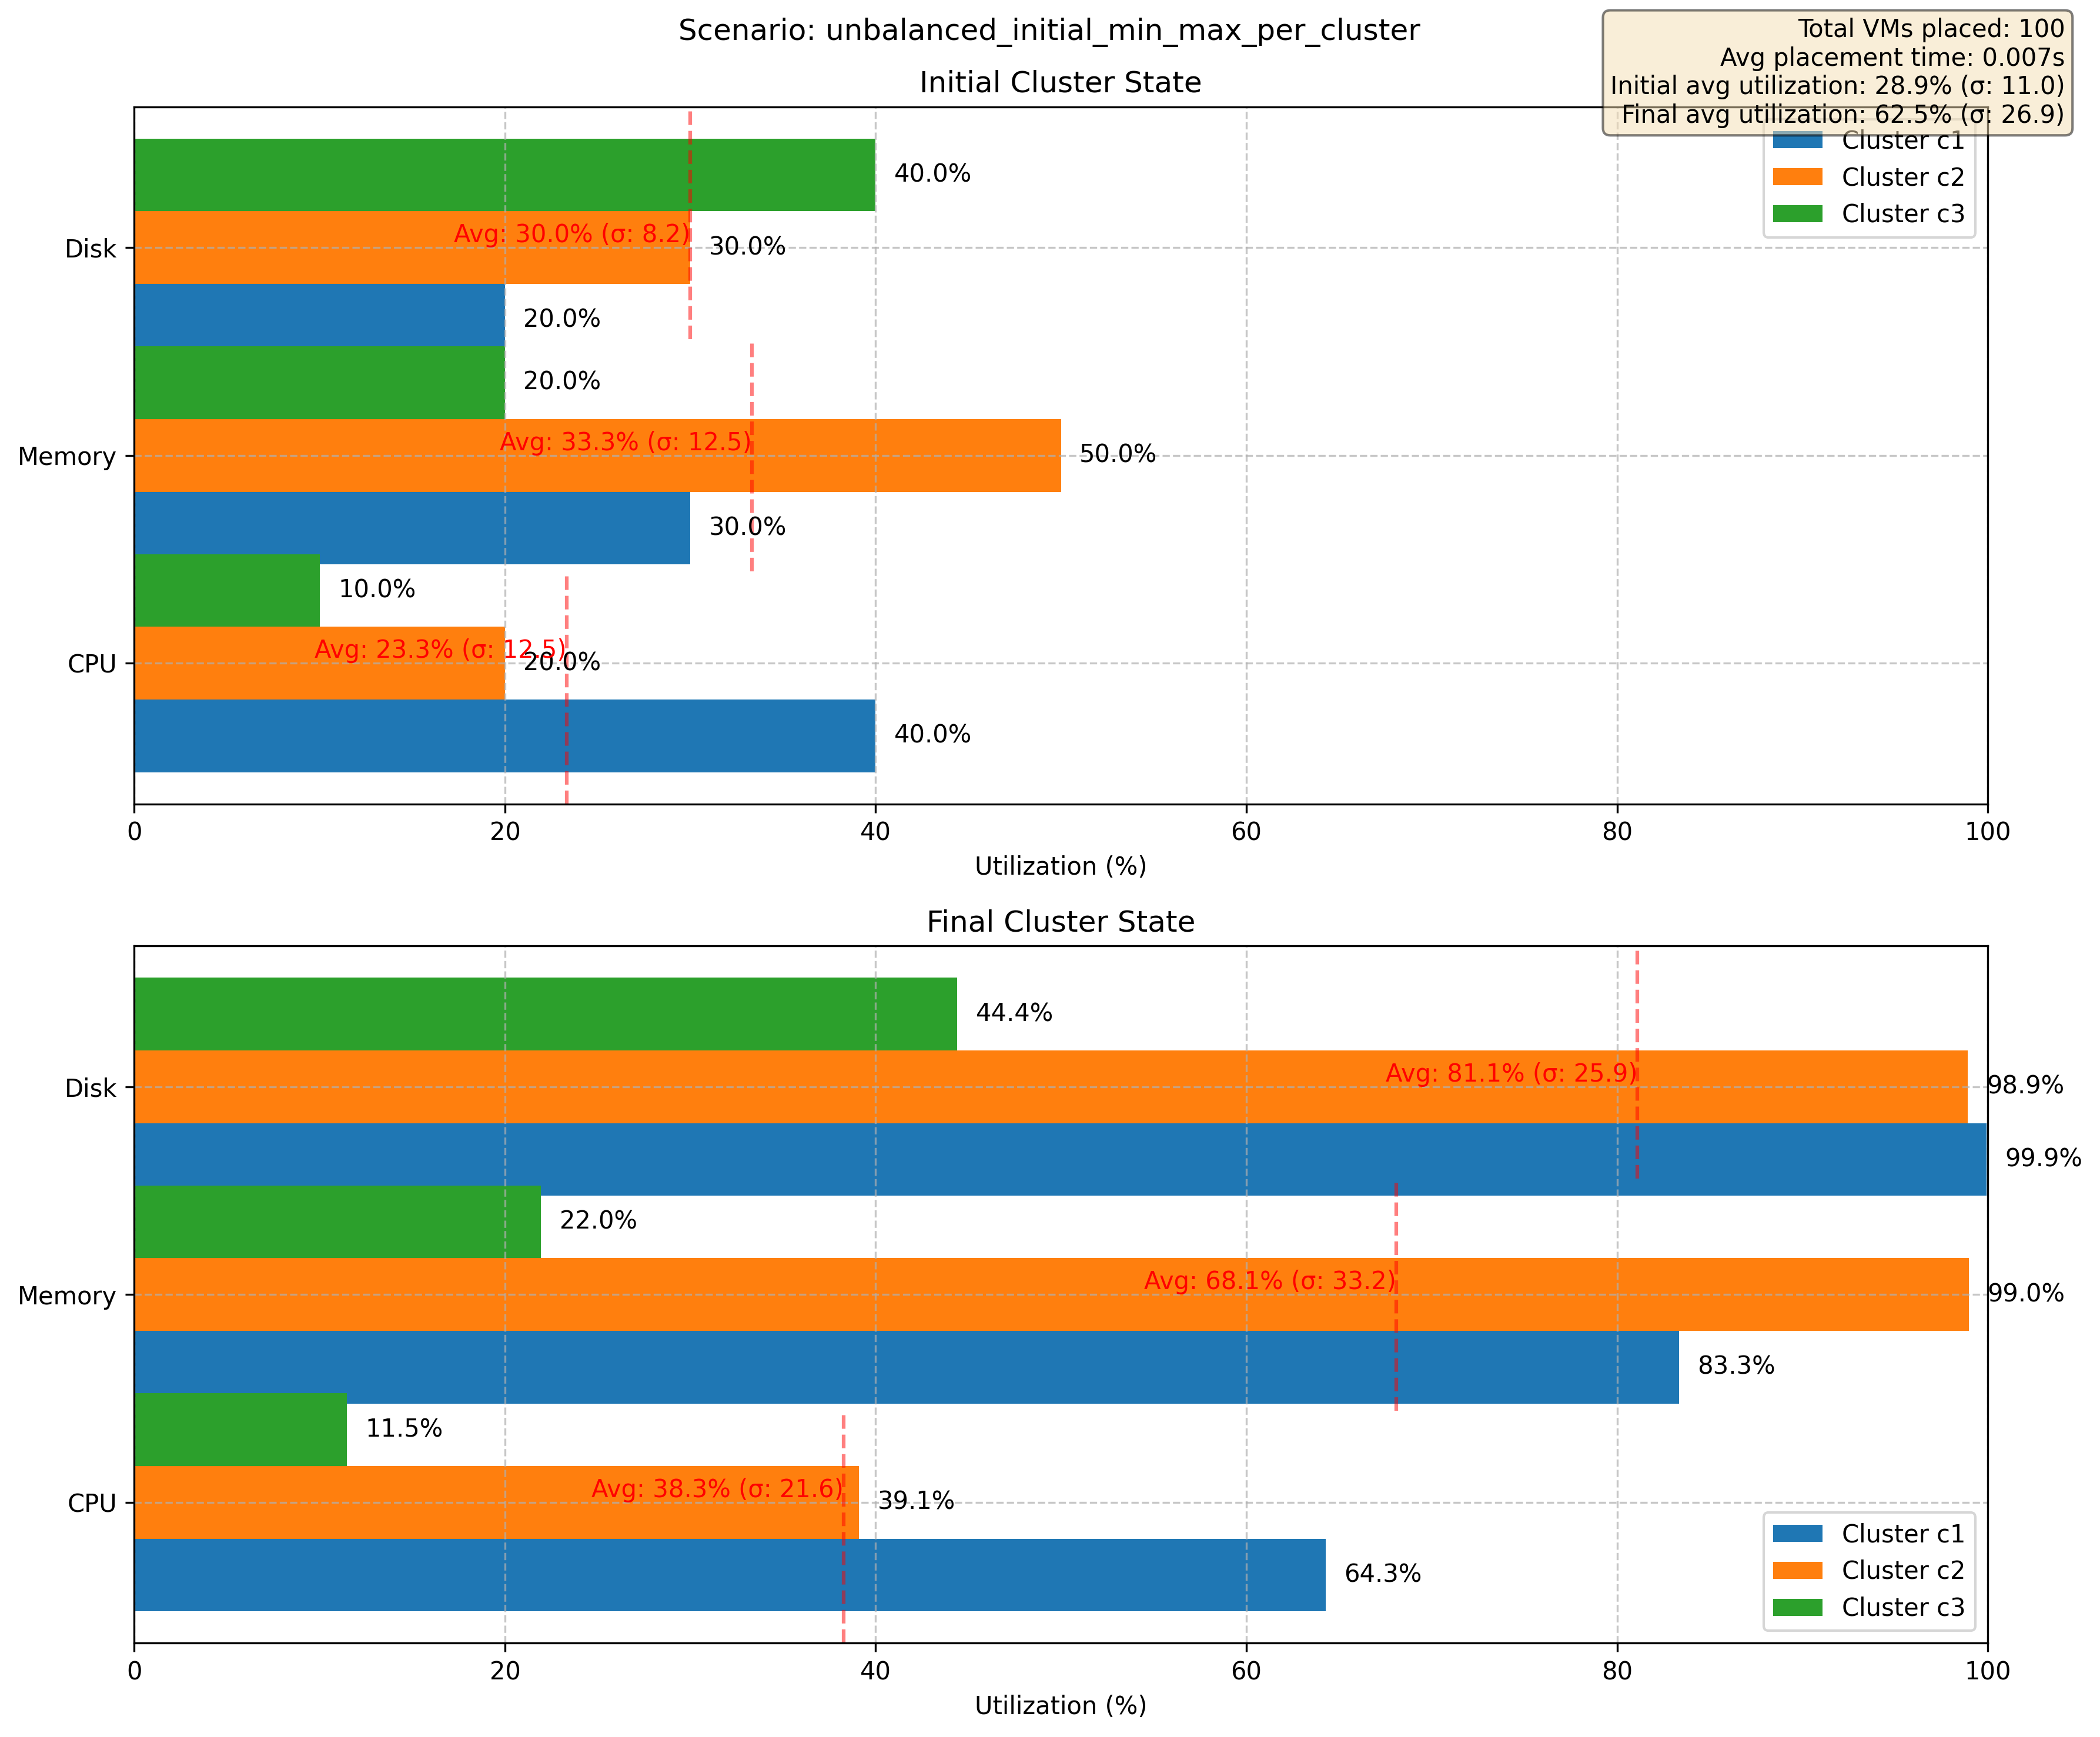 Scenario: unbalanced_initial_min_max_per_cluster
Total VMs placed: 100
Avg placement time: 0.007s
Initial avg utilization: 28.9% (σ: 11.0)
Final avg utilization: 62.5% (σ: 26.9)
Initial Cluster State
Cluster c1
Cluster c2
Cluster c3
Disk
40.0%
Avg: 30.0% (σ: 8.2)
30.0%
20.0%
Memory
20.0%
Avg: 33.3% (σ: 12.5)
50.0%
30.0%
CPU
10.0%
Avg: 23.3% (σ: 12.5)
20.0%
40.0%
0 20 40 60 80 100
Utilization (%)
Final Cluster State
Disk
44.4%
Avg: 81.1% (σ: 25.9)
98.9%
99.9%
Memory
22.0%
Avg: 68.1% (σ: 33.2)
99.0%
83.3%
CPU
11.5%
Avg: 38.3% (σ: 21.6)
39.1%
64.3%
Cluster c1
Cluster c2
Cluster c3
0 20 40 60 80 100
Utilization (%)